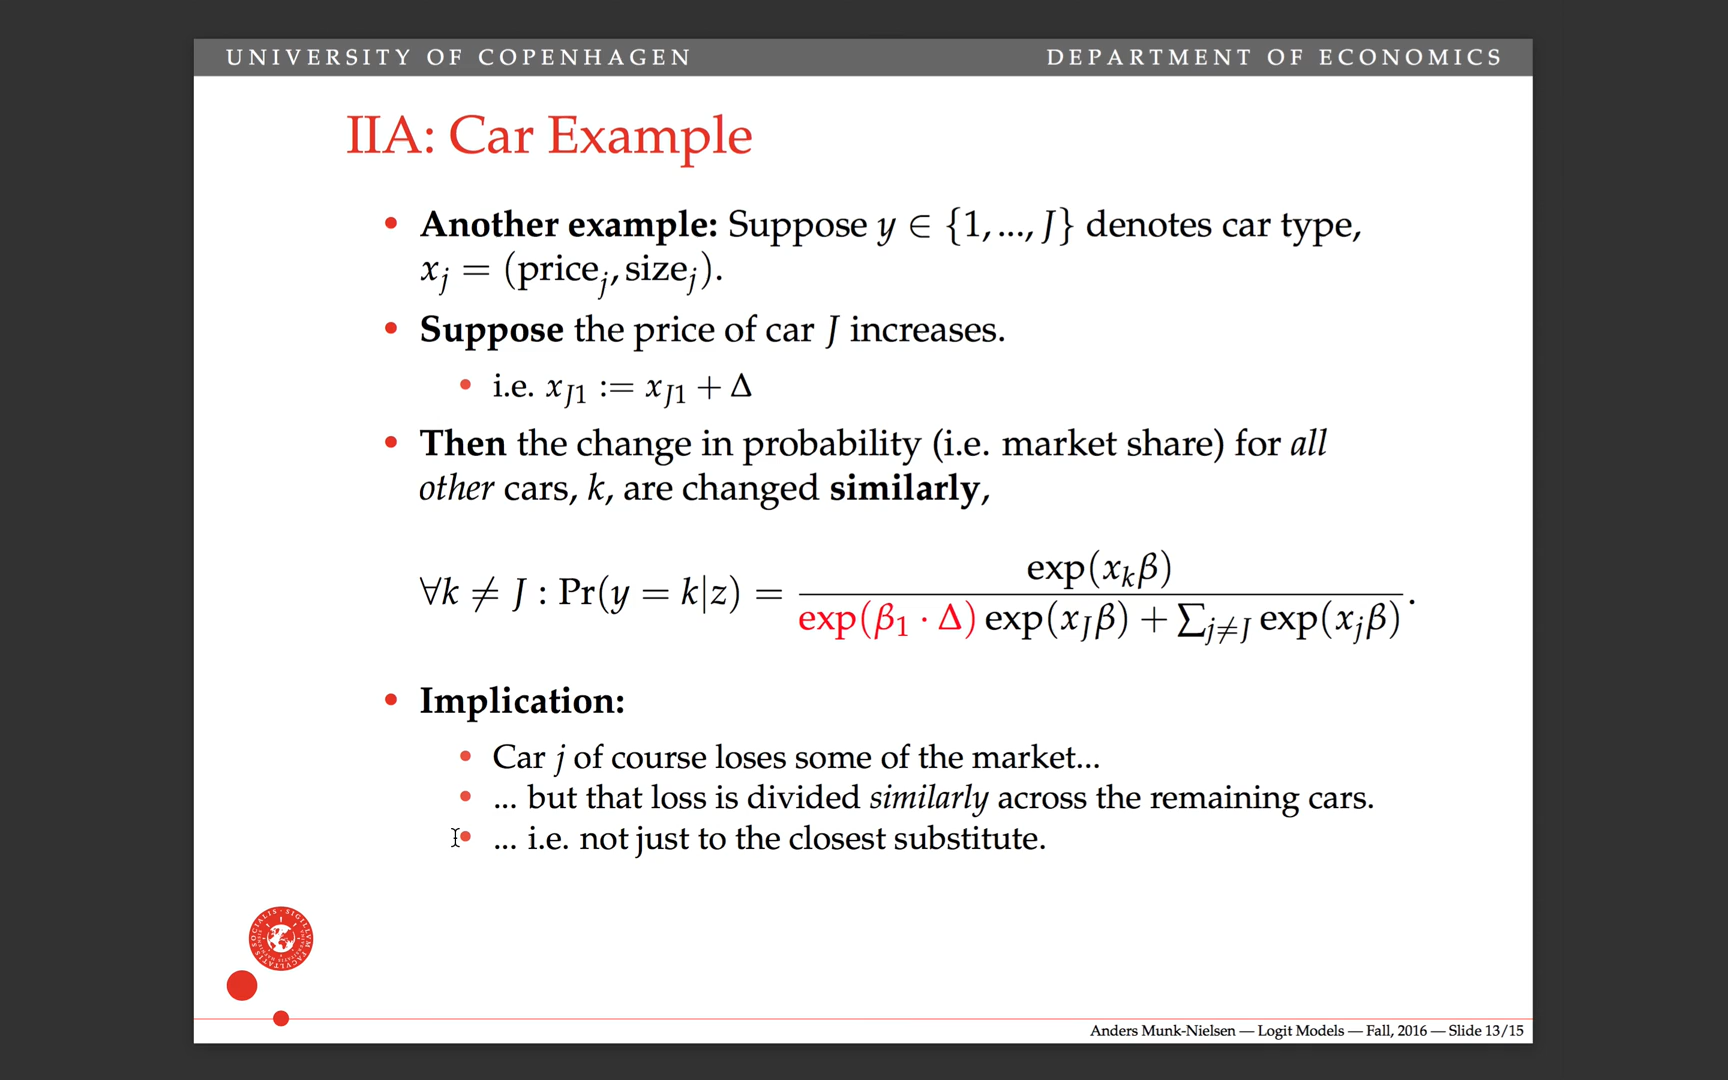 UNIVERSITY OF COPENHAGEN
DEPARTMENT OF ECONOMICS
IIA: Car Example
• Another example: Suppose y ∈ {1, ..., J} denotes car type,
x_j = (price_j, size_j).
• Suppose the price of car J increases.
• i.e. x_{J1} := x_{J1} + Δ
• Then the change in probability (i.e. market share) for all
other cars, k, are changed similarly,
∀k ≠ J : Pr(y = k|z) = exp(x_kβ) / (exp(β_1 · Δ) exp(x_Jβ) + ∑_{j≠J} exp(x_jβ)).
• Implication:
• Car j of course loses some of the market...
• ... but that loss is divided similarly across the remaining cars.
• ... i.e. not just to the closest substitute.
Anders Munk-Nielsen — Logit Models — Fall, 2016 — Slide 13/15